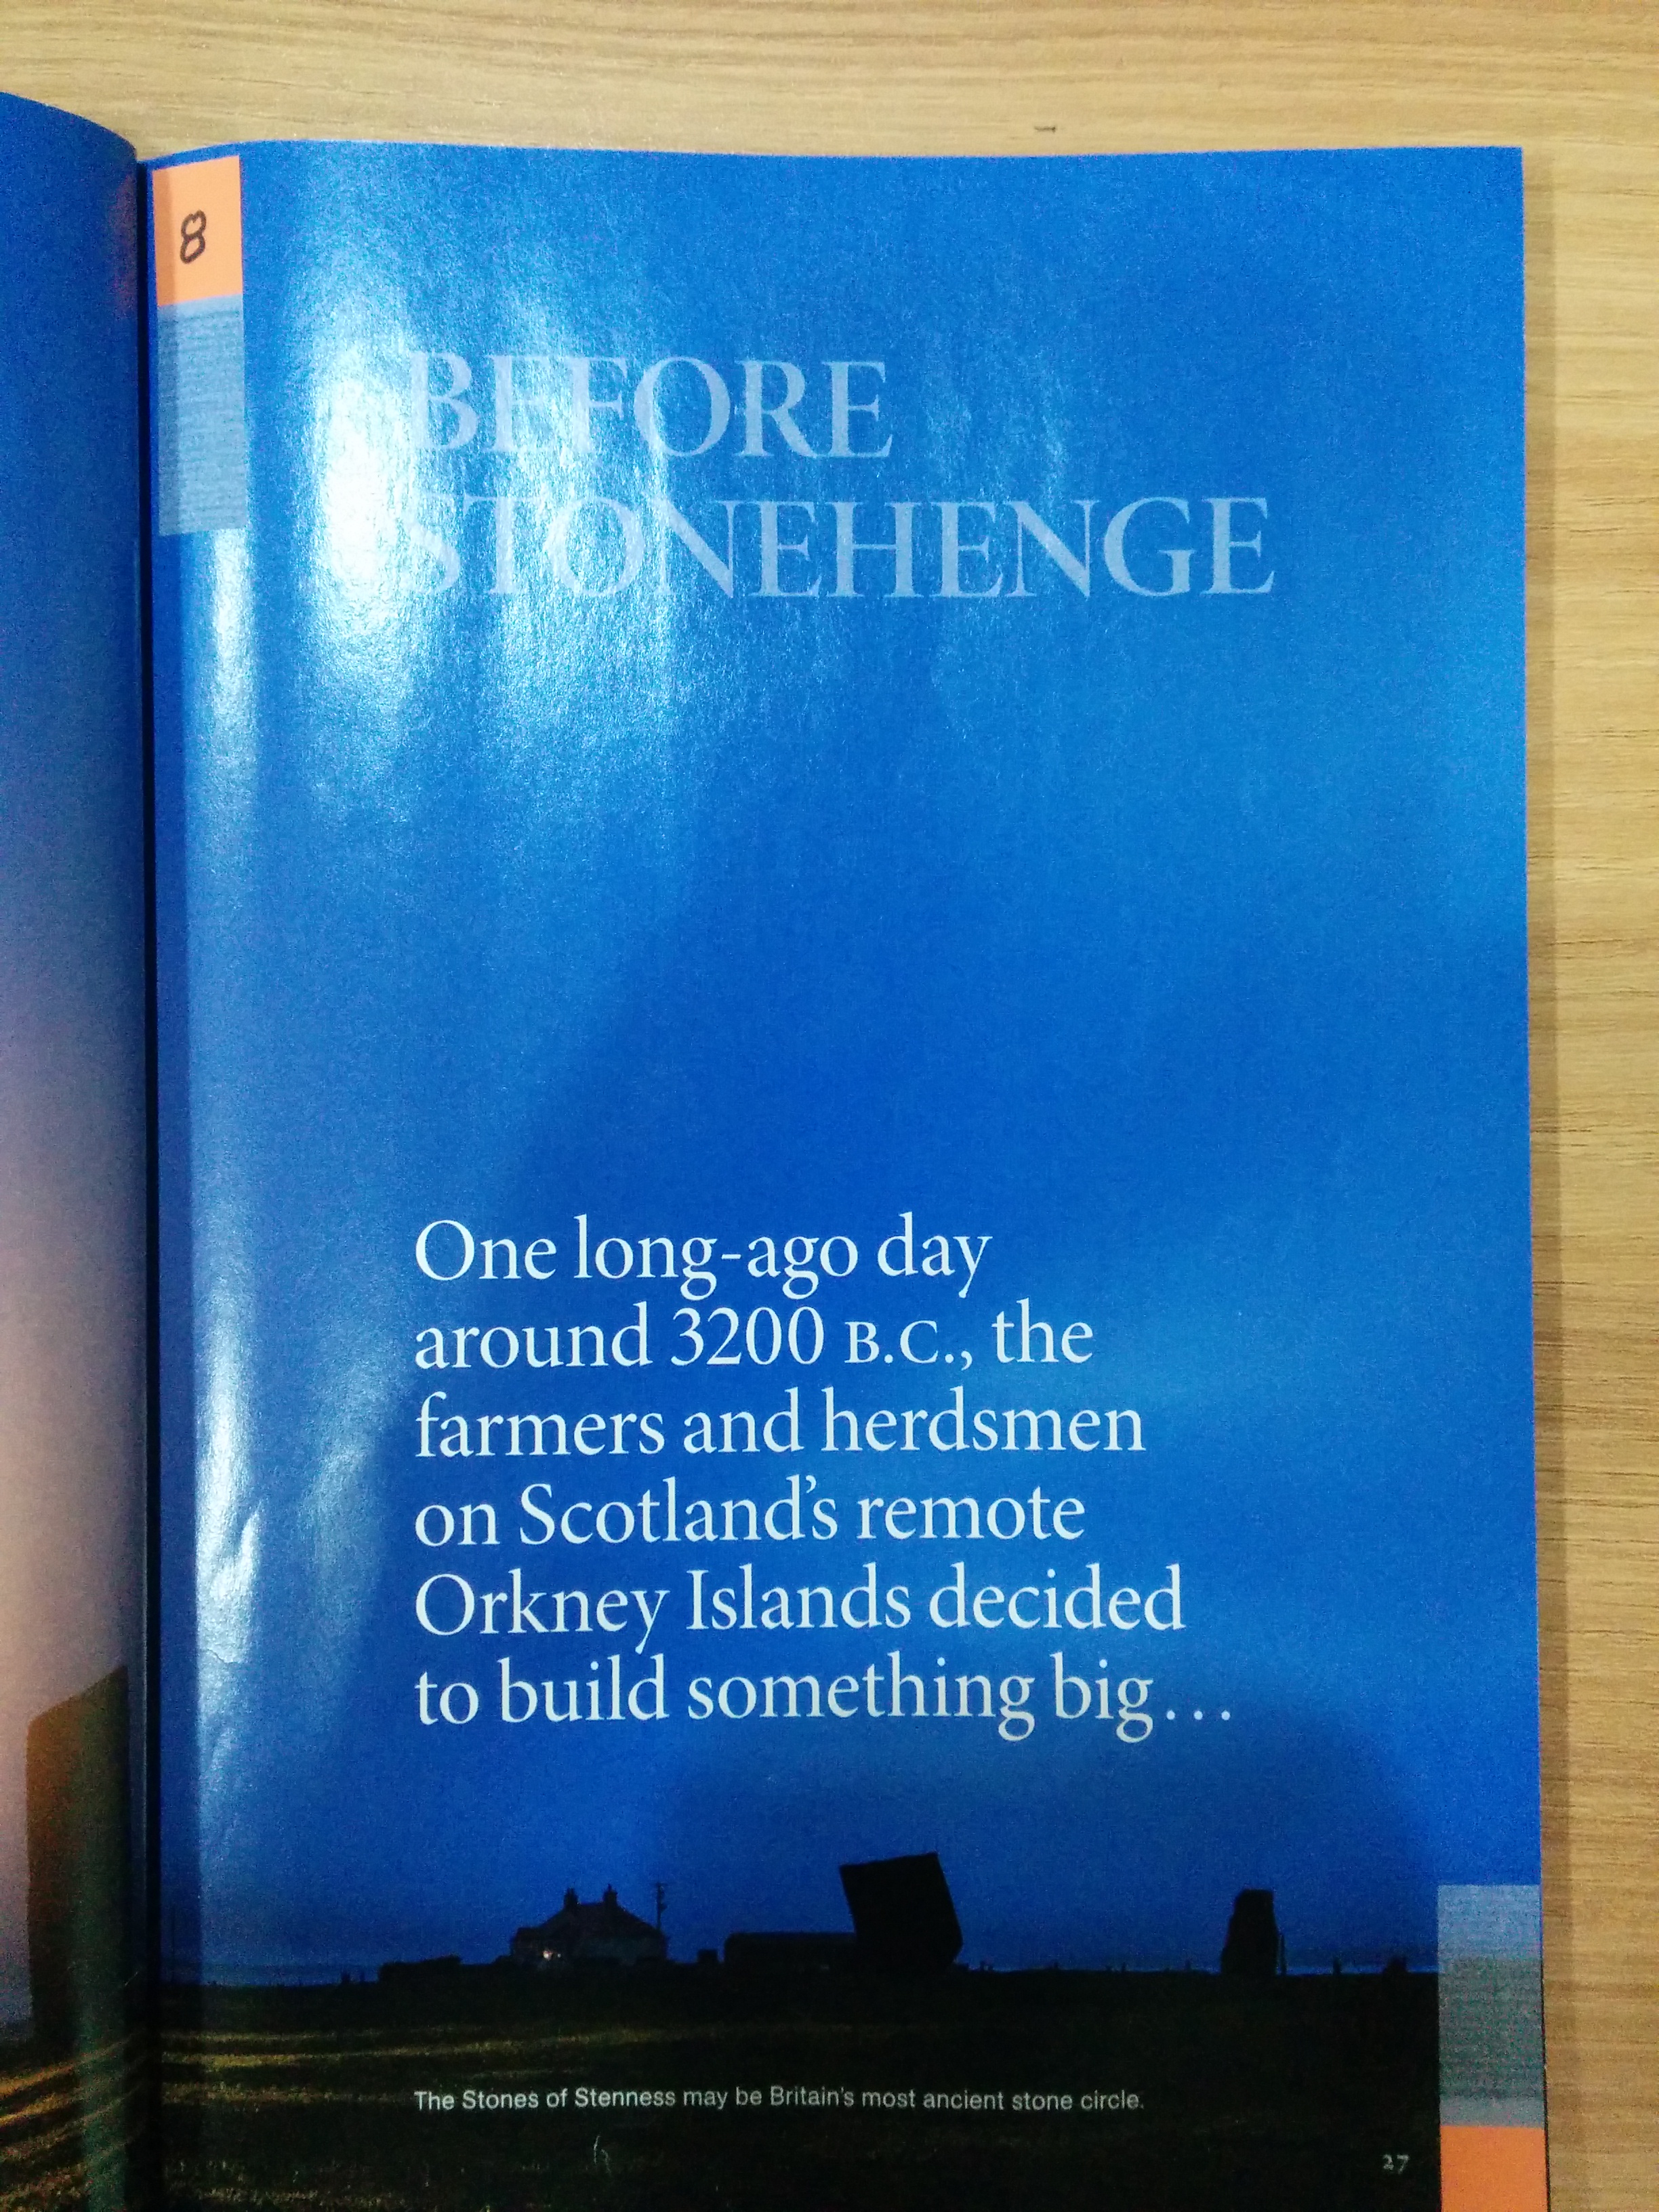 8
BEFORE
STONEHENGE
One long-ago day
around 3200 B.C., the
farmers and herdsmen
on Scotland's remote
Orkney Islands decided
to build something big...
The Stones of Stenness may be Britain's most ancient stone circle.
27